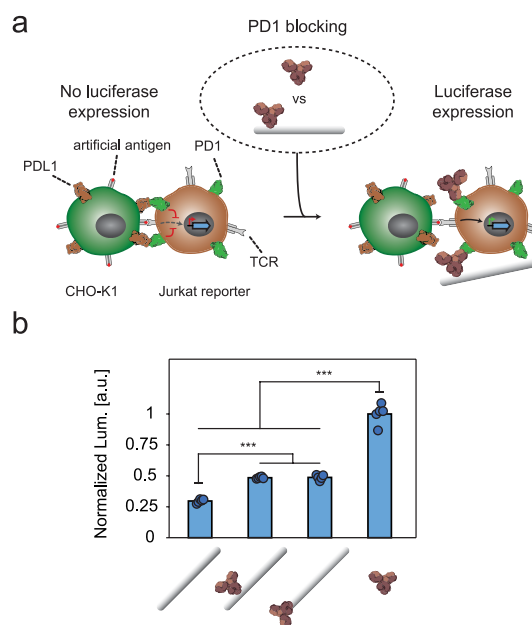 a
PD1 blocking
No luciferase
expression
vs
Luciferase
expression
artificial antigen
PD1
PDL1
TCR
CHO-K1
Jurkat reporter
b
Normalized Lum. [a.u.]
***
1
0.75
***
0.5
0.25
0